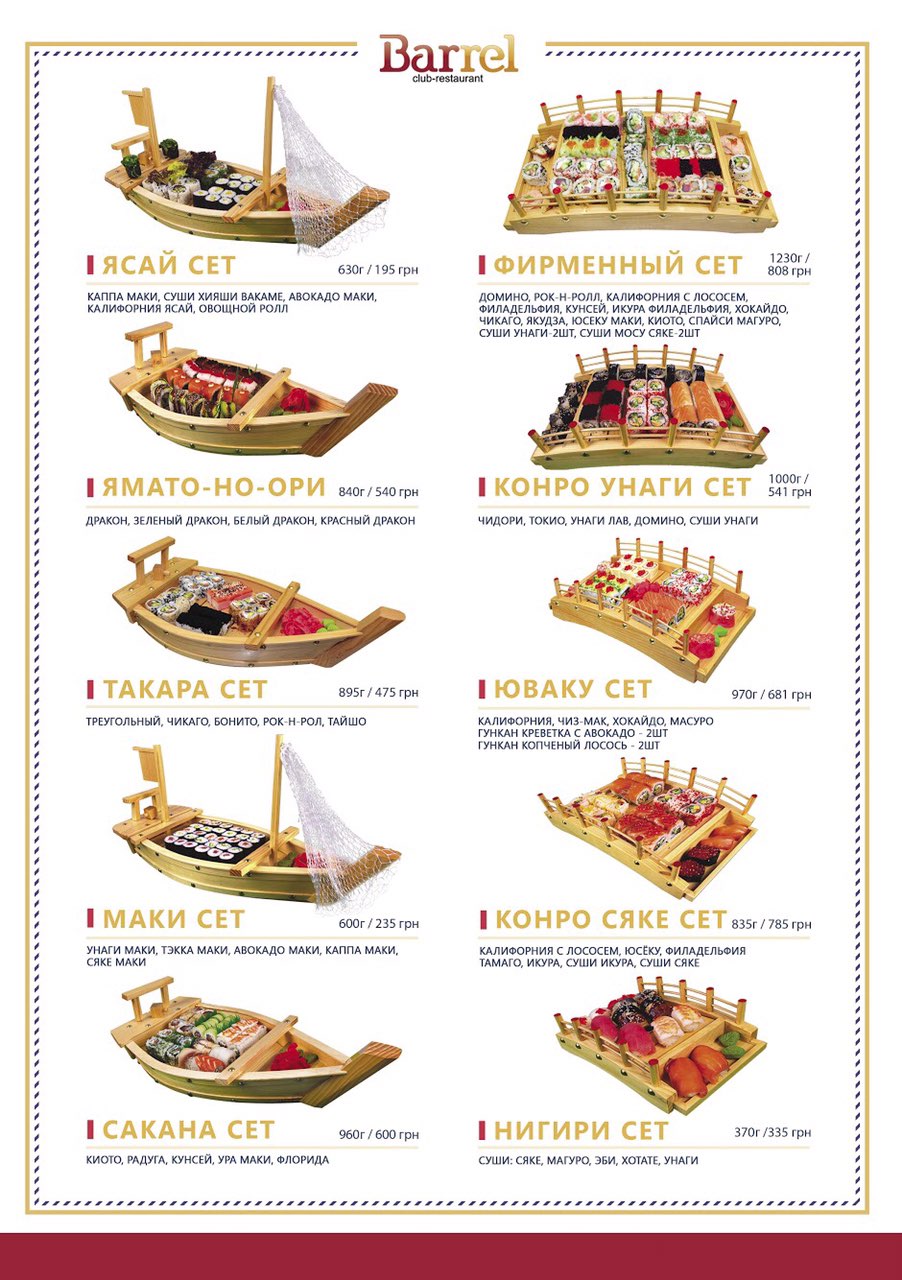 Barrel
club-restaurant
ЯСАЙ СЕТ 630г / 195 грн
КАППА МАКИ, СУШИ ХИЯШИ ВАКАМЕ, АВОКАДО МАКИ,
КАЛИФОРНИЯ ЯСАЙ, ОВОЩНОЙ РОЛЛ
ЯМАТО-НО-ОРИ 840г / 540 грн
ДРАКОН, ЗЕЛЕНЫЙ ДРАКОН, БЕЛЫЙ ДРАКОН, КРАСНЫЙ ДРАКОН
ТАКАРА СЕТ 895г / 475 грн
ТРЕУГОЛЬНЫЙ, ЧИКАГО, БОНИТО, РОК-Н-РОЛ, ТАЙШО
МАКИ СЕТ 600г / 235 грн
УНАГИ МАКИ, ТЭККА МАКИ, АВОКАДО МАКИ, КАППА МАКИ,
СЯКЕ МАКИ
САКАНА СЕТ 960г / 600 грн
КИОТО, РАДУГА, КУНСЕЙ, УРА МАКИ, ФЛОРИДА
ФИРМЕННЫЙ СЕТ 1230г /
808 грн
ДОМИНО, РОК-Н-РОЛЛ, КАЛИФОРНИЯ С ЛОСОСЕМ,
ФИЛАДЕЛЬФИЯ, КУНСЕЙ, ИКУРА ФИЛАДЕЛЬФИЯ, ХОКАЙДО,
ЧИКАГО, ЯКУДЗА, ЮСЕКУ МАКИ, КИОТО, СПАЙСИ МАГУРО,
СУШИ УНАГИ-2ШТ, СУШИ МОСУ СЯКЕ-2ШТ
КОНРО УНАГИ СЕТ 1000г /
541 грн
ЧИДОРИ, ТОКИО, УНАГИ ЛАВ, ДОМИНО, СУШИ УНАГИ
ЮВАКУ СЕТ 970г / 681 грн
КАЛИФОРНИЯ, ЧИЗ-МАК, ХОКАЙДО, МАСУРО
ГУНКАН КРЕВЕТКА С АВОКАДО - 2ШТ
ГУНКАН КОПЧЕНЫЙ ЛОСОСЬ - 2ШТ
КОНРО СЯКЕ СЕТ 835г / 785 грн
КАЛИФОРНИЯ С ЛОСОСЕМ, ЮСЁКУ, ФИЛАДЕЛЬФИЯ
ТАМАГО, ИКУРА, СУШИ ИКУРА, СУШИ СЯКЕ
НИГИРИ СЕТ 370г /335 грн
СУШИ: СЯКЕ, МАГУРО, ЭБИ, ХОТАТЕ, УНАГИ